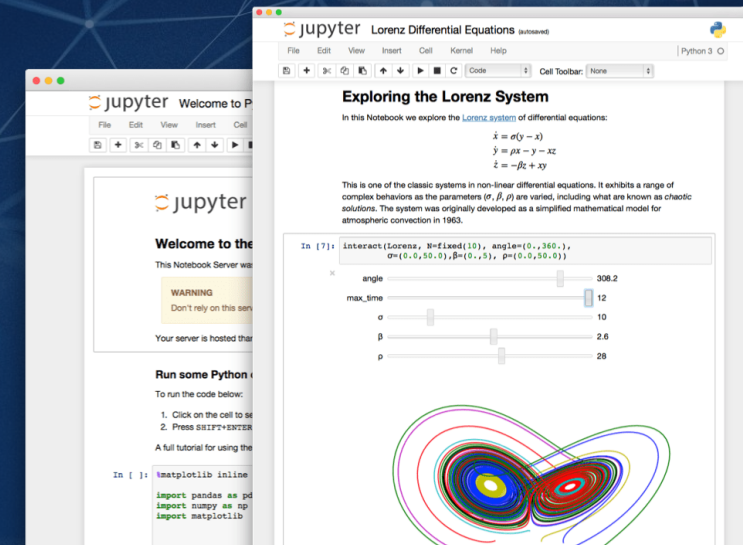 jupyter Lorenz Differential Equations (autosaved)
File Edit View Insert Cell Kernel Help Python 3
Code Cell Toolbar: None
Exploring the Lorenz System
In this Notebook we explore the Lorenz system of differential equations:
ẋ = σ(y − x)
ẏ = ρx − y − xz
ż = −βz + xy
This is one of the classic systems in non-linear differential equations. It exhibits a range of
complex behaviors as the parameters (σ, β, ρ) are varied, including what are known as chaotic
solutions. The system was originally developed as a simplified mathematical model for
atmospheric convection in 1963.
In [7]: interact(Lorenz, N=fixed(10), angle=(0.,360.),
σ=(0.0,50.0),β=(0.,5), ρ=(0.0,50.0))
angle 308.2
max_time 12
σ 10
β 2.6
ρ 28
jupyter Welcome to P
File Edit View Insert Cell
jupyter
Welcome to the
This Notebook Server wa
WARNING
Don't rely on this serv
Your server is hosted than
Run some Python
To run the code below:
1. Click on the cell to se
2. Press SHIFT+ENTER
A full tutorial for using the
In [ ]: %matplotlib inline
import pandas as pd
import numpy as np
import matplotlib